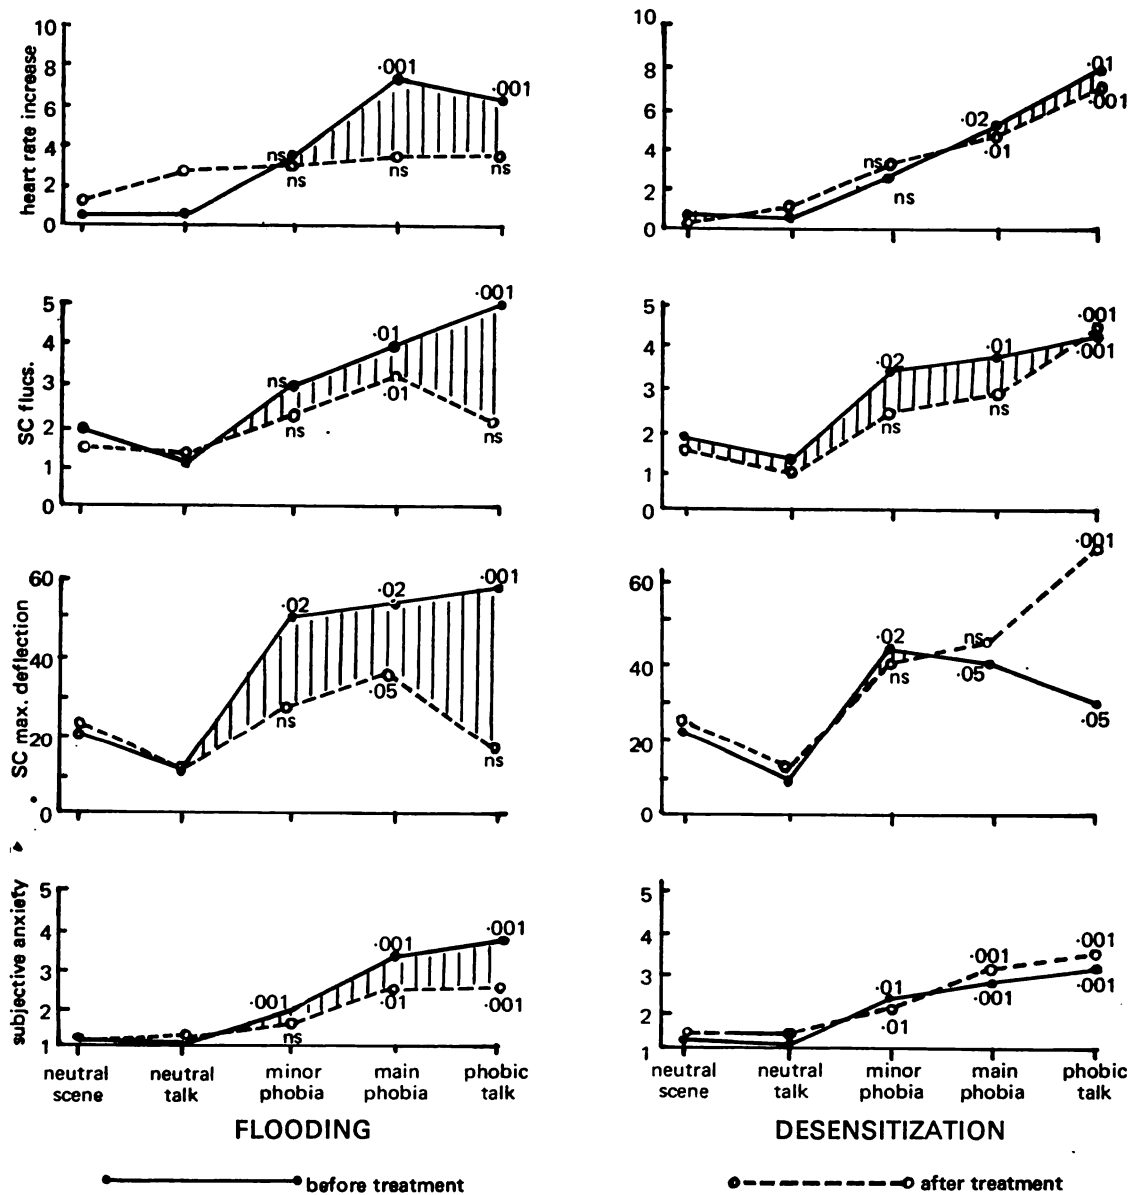 heart rate increase
10
8
6
4
2
0
·001
·001
ns
ns
ns
ns
10
8
6
4
2
0
·01
·001
·02
·01
ns
ns
SC flucs.
5
4
3
2
1
0
·001
·01
ns
·01
ns
ns
5
4
3
2
1
0
·001
·001
·02
·01
ns
ns
SC max. deflection
60
40
20
0
·02
·02
·001
·05
ns
ns
60
40
20
0
·001
·02
ns
ns
·05
·05
subjective anxiety
5
4
3
2
1
·001
·001
·001
·01
·001
ns
5
4
3
2
1
·001
·001
·01
·001
·001
·01
neutral scene
neutral talk
minor phobia
main phobia
phobic talk
neutral scene
neutral talk
minor phobia
main phobia
phobic talk
FLOODING
DESENSITIZATION
before treatment
after treatment